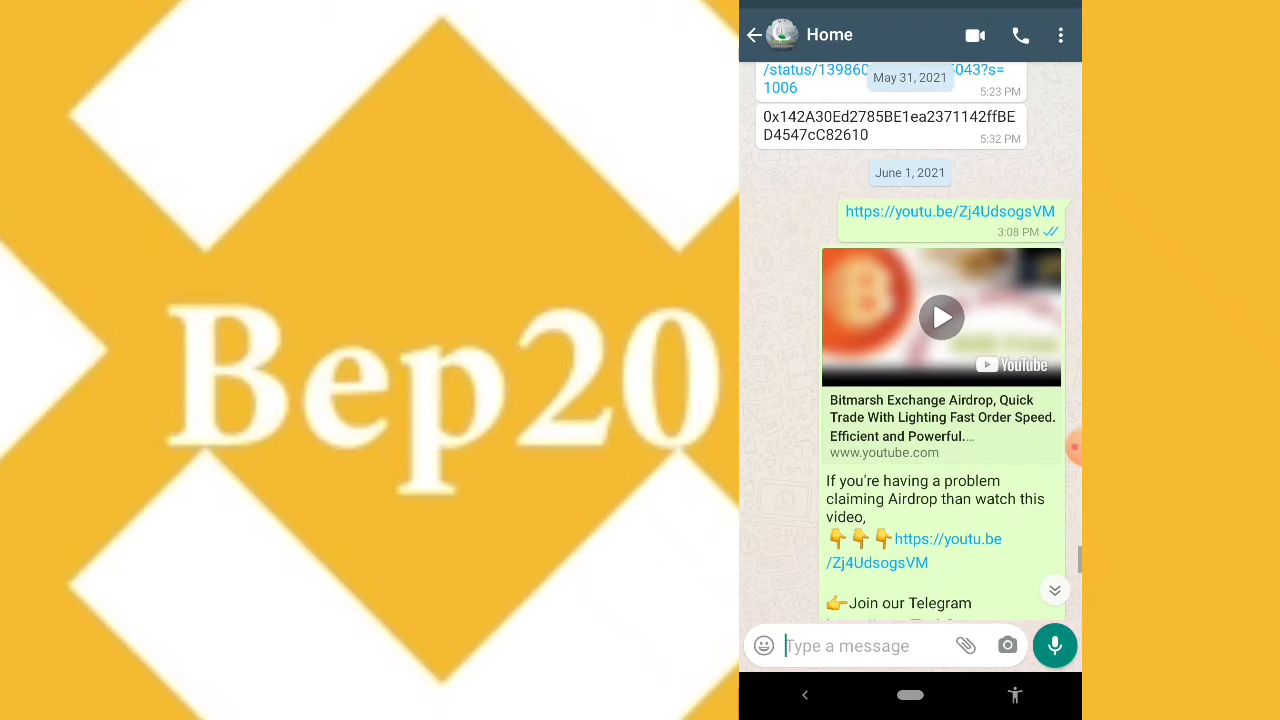 Bep20
Home
/status/13986
043?s=
1006
5:23 PM
May 31, 2021
0x142A30Ed2785BE1ea2371142ffBE
D4547cC82610
5:32 PM
June 1, 2021
https://youtu.be/Zj4UdsogsVM
3:08 PM
YouTube
Bitmarsh Exchange Airdrop, Quick
Trade With Lighting Fast Order Speed.
Efficient and Powerful....
www.youtube.com
If you're having a problem
claiming Airdrop than watch this
video,
👇👇👇https://youtu.be
/Zj4UdsogsVM
👉Join our Telegram
Type a message